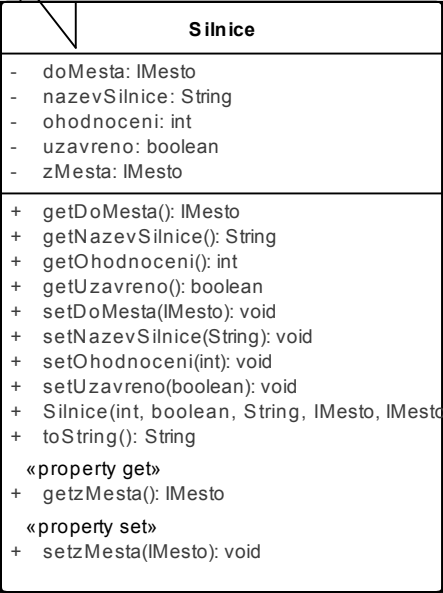 Silnice
- doMesta: IMesto
- nazevSilnice: String
- ohodnoceni: int
- uzavreno: boolean
- zMesta: IMesto
+ getDoMesta(): IMesto
+ getNazevSilnice(): String
+ getOhodnoceni(): int
+ getUzavreno(): boolean
+ setDoMesta(IMesto): void
+ setNazevSilnice(String): void
+ setOhodnoceni(int): void
+ setUzavreno(boolean): void
+ Silnice(int, boolean, String, IMesto, IMesto
+ toString(): String
«property get»
+ getzMesta(): IMesto
«property set»
+ setzMesta(IMesto): void